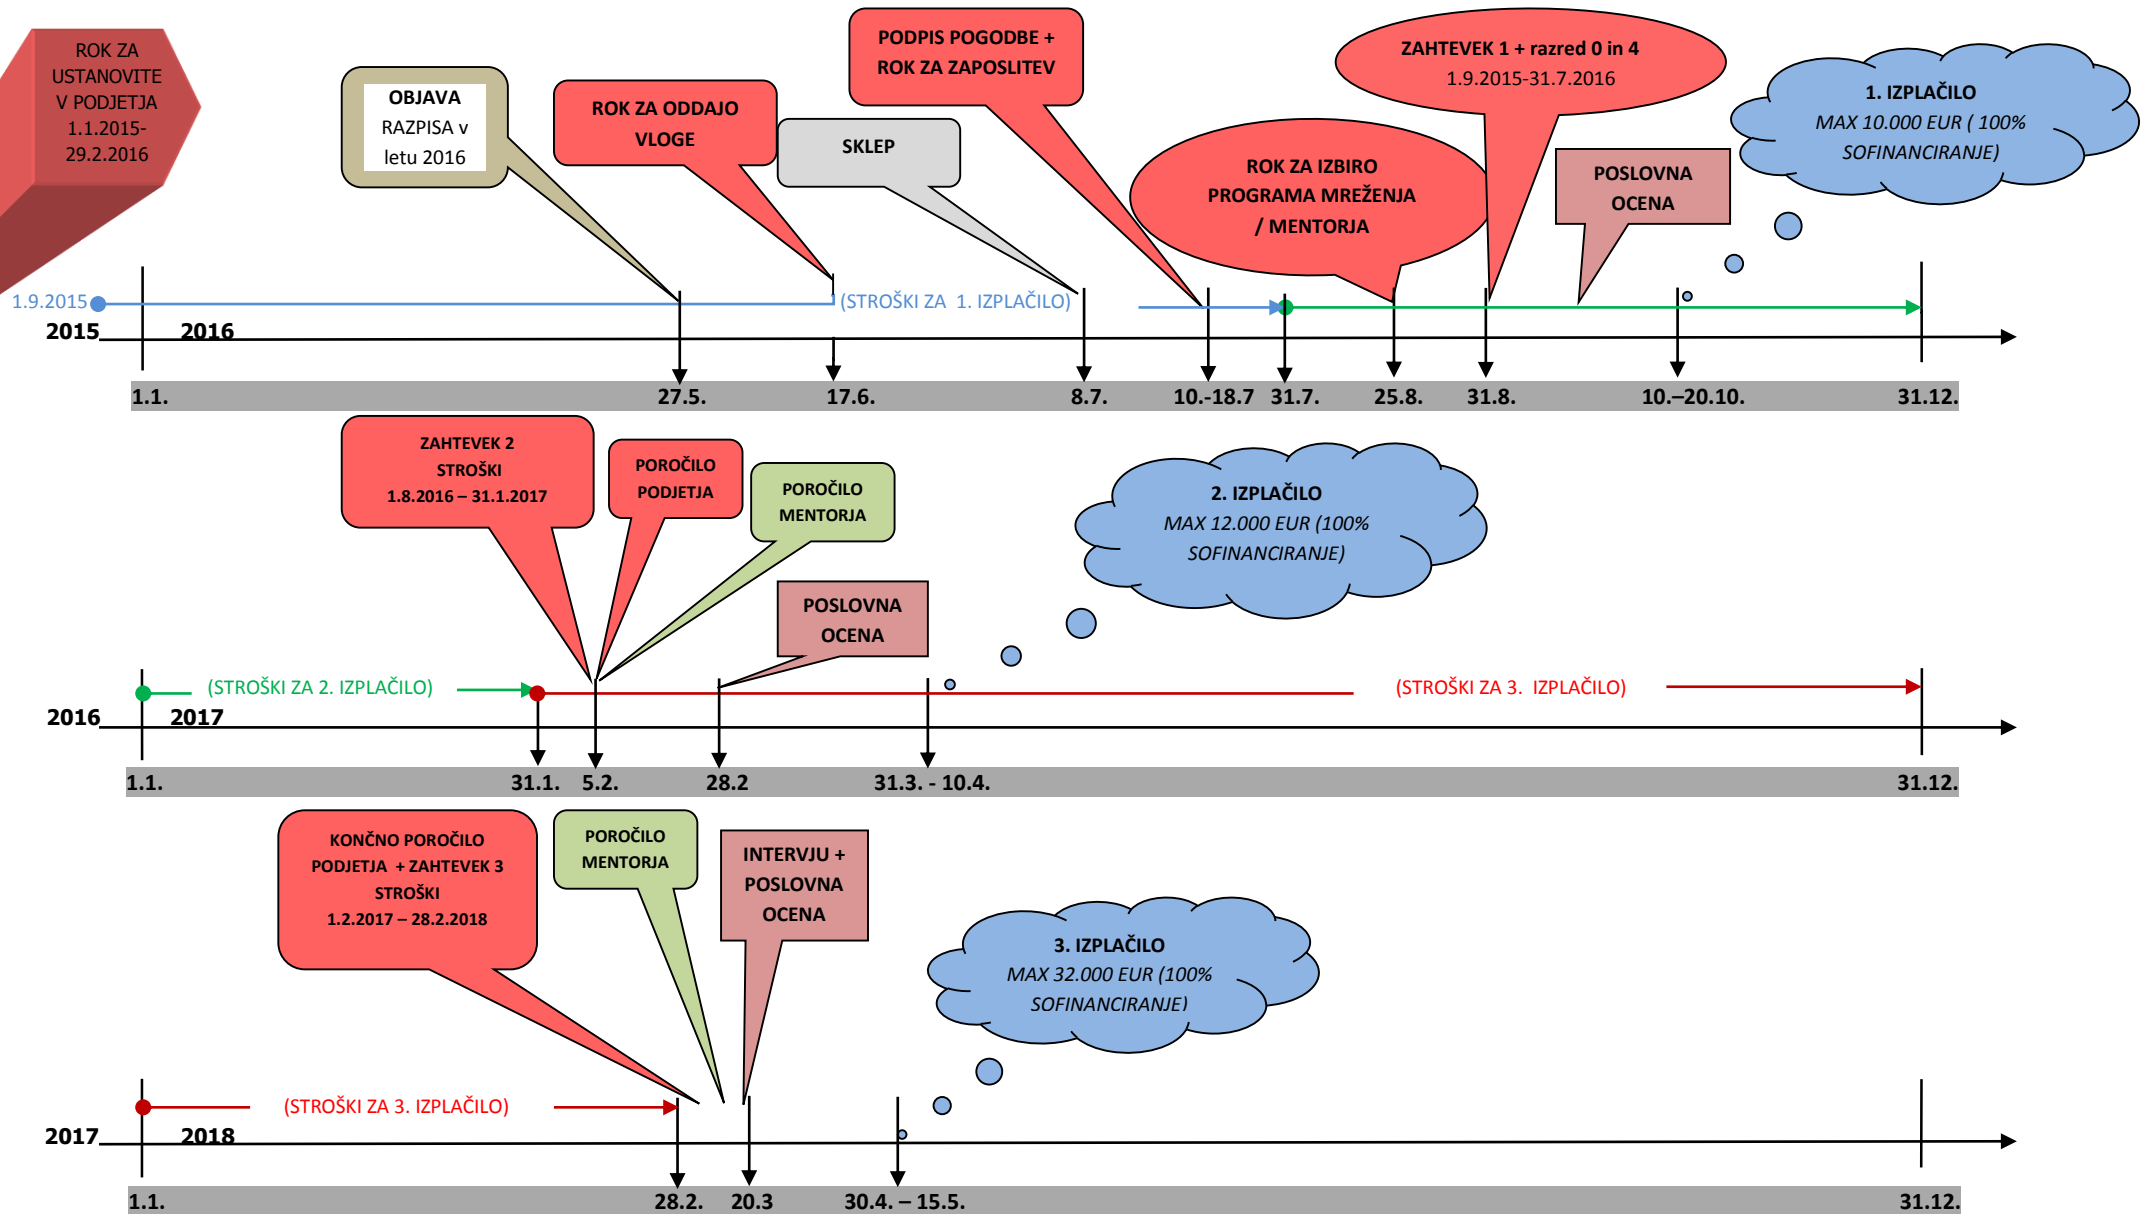 ROK ZA
USTANOVITE
V PODJETJA
1.1.2015-
29.2.2016
OBJAVA
RAZPISA v
letu 2016
ROK ZA ODDAJO
VLOGE
SKLEP
PODPIS POGODBE +
ROK ZA ZAPOSLITEV
ROK ZA IZBIRO
PROGRAMA MREŽENJA
/ MENTORJA
ZAHTEVEK 1 + razred 0 in 4
1.9.2015-31.7.2016
POSLOVNA
OCENA
1. IZPLAČILO
MAX 10.000 EUR ( 100%
SOFINANCIRANJE)
1.9.2015
(STROŠKI ZA 1. IZPLAČILO)
2015 2016
1.1. 27.5. 17.6. 8.7. 10.-18.7 31.7. 25.8. 31.8. 10.–20.10. 31.12.
ZAHTEVEK 2
STROŠKI
1.8.2016 – 31.1.2017
POROČILO
PODJETJA
POROČILO
MENTORJA
POSLOVNA
OCENA
2. IZPLAČILO
MAX 12.000 EUR (100%
SOFINANCIRANJE)
(STROŠKI ZA 2. IZPLAČILO)
(STROŠKI ZA 3. IZPLAČILO)
2016 2017
1.1. 31.1. 5.2. 28.2 31.3. - 10.4. 31.12.
KONČNO POROČILO
PODJETJA + ZAHTEVEK 3
STROŠKI
1.2.2017 – 28.2.2018
POROČILO
MENTORJA
INTERVJU +
POSLOVNA
OCENA
3. IZPLAČILO
MAX 32.000 EUR (100%
SOFINANCIRANJE)
(STROŠKI ZA 3. IZPLAČILO)
2017 2018
1.1. 28.2. 20.3 30.4. – 15.5. 31.12.